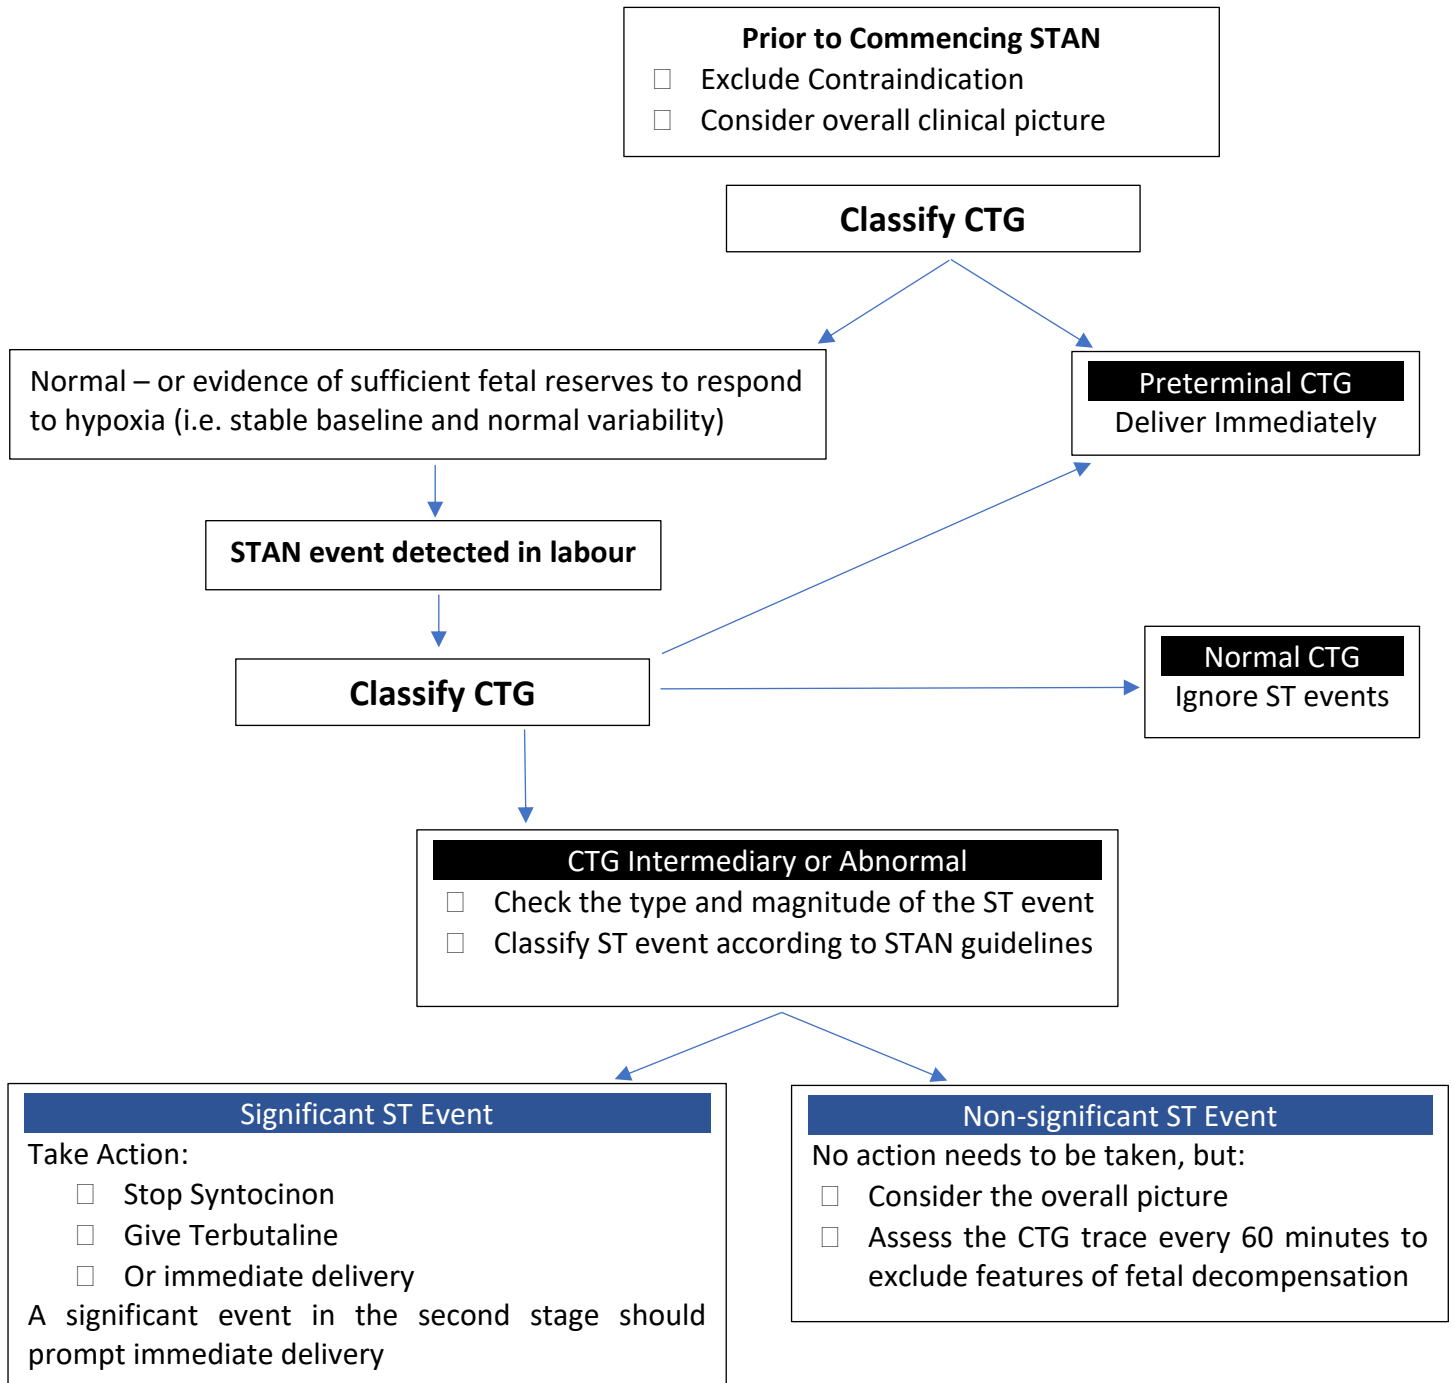 Prior to Commencing STAN
☐ Exclude Contraindication
☐ Consider overall clinical picture
Classify CTG
Normal – or evidence of sufficient fetal reserves to respond
to hypoxia (i.e. stable baseline and normal variability)
Preterminal CTG
Deliver Immediately
STAN event detected in labour
Classify CTG
Normal CTG
Ignore ST events
CTG Intermediary or Abnormal
☐ Check the type and magnitude of the ST event
☐ Classify ST event according to STAN guidelines
Significant ST Event
Take Action:
☐ Stop Syntocinon
☐ Give Terbutaline
☐ Or immediate delivery
A significant event in the second stage should
prompt immediate delivery
Non-significant ST Event
No action needs to be taken, but:
☐ Consider the overall picture
☐ Assess the CTG trace every 60 minutes to
exclude features of fetal decompensation